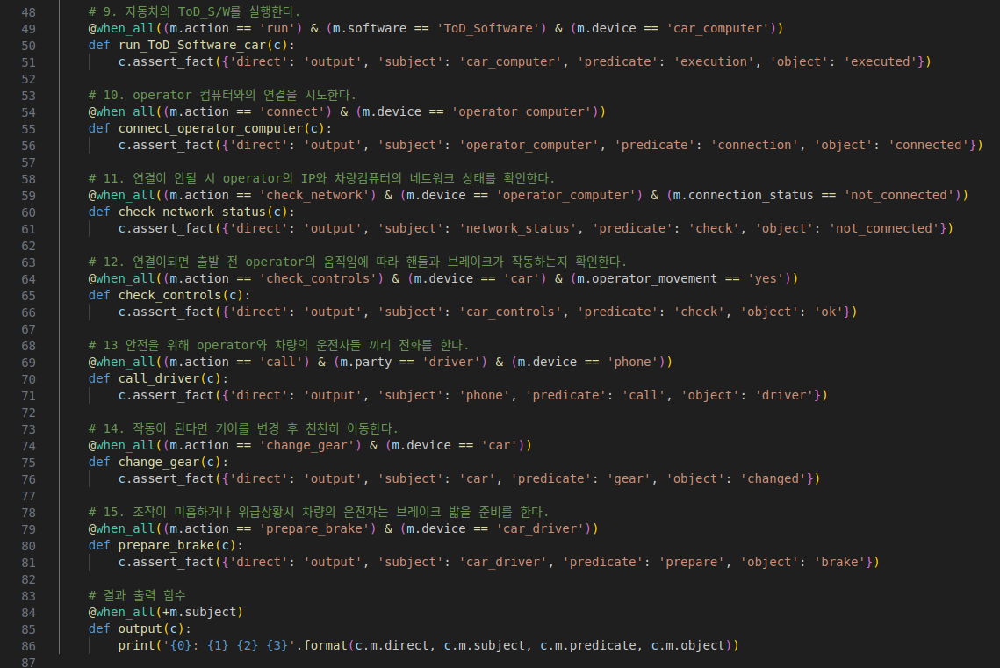 48 # 9. 자동차의 ToD_S/W를 실행한다.
49 @when_all((m.action == 'run') & (m.software == 'ToD_Software') & (m.device == 'car_computer'))
50 def run_ToD_Software_car(c):
51     c.assert_fact({'direct': 'output', 'subject': 'car_computer', 'predicate': 'execution', 'object': 'executed'})
52
53 # 10. operator 컴퓨터와의 연결을 시도한다.
54 @when_all((m.action == 'connect') & (m.device == 'operator_computer'))
55 def connect_operator_computer(c):
56     c.assert_fact({'direct': 'output', 'subject': 'operator_computer', 'predicate': 'connection', 'object': 'connected'})
57
58 # 11. 연결이 안될 시 operator의 IP와 차량컴퓨터의 네트워크 상태를 확인한다.
59 @when_all((m.action == 'check_network') & (m.device == 'operator_computer') & (m.connection_status == 'not_connected'))
60 def check_network_status(c):
61     c.assert_fact({'direct': 'output', 'subject': 'network_status', 'predicate': 'check', 'object': 'not_connected'})
62
63 # 12. 연결이되면 출발 전 operator의 움직임에 따라 핸들과 브레이크가 작동하는지 확인한다.
64 @when_all((m.action == 'check_controls') & (m.device == 'car') & (m.operator_movement == 'yes'))
65 def check_controls(c):
66     c.assert_fact({'direct': 'output', 'subject': 'car_controls', 'predicate': 'check', 'object': 'ok'})
67
68 # 13 안전을 위해 operator와 차량의 운전자들 끼리 전화를 한다.
69 @when_all((m.action == 'call') & (m.party == 'driver') & (m.device == 'phone'))
70 def call_driver(c):
71     c.assert_fact({'direct': 'output', 'subject': 'phone', 'predicate': 'call', 'object': 'driver'})
72
73 # 14. 작동이 된다면 기어를 변경 후 천천히 이동한다.
74 @when_all((m.action == 'change_gear') & (m.device == 'car'))
75 def change_gear(c):
76     c.assert_fact({'direct': 'output', 'subject': 'car', 'predicate': 'gear', 'object': 'changed'})
77
78 # 15. 조작이 미흡하거나 위급상황시 차량의 운전자는 브레이크 밟을 준비를 한다.
79 @when_all((m.action == 'prepare_brake') & (m.device == 'car_driver'))
80 def prepare_brake(c):
81     c.assert_fact({'direct': 'output', 'subject': 'car_driver', 'predicate': 'prepare', 'object': 'brake'})
82
83 # 결과 출력 함수
84 @when_all(+m.subject)
85 def output(c):
86     print('{0}: {1} {2} {3}'.format(c.m.direct, c.m.subject, c.m.predicate, c.m.object))
87